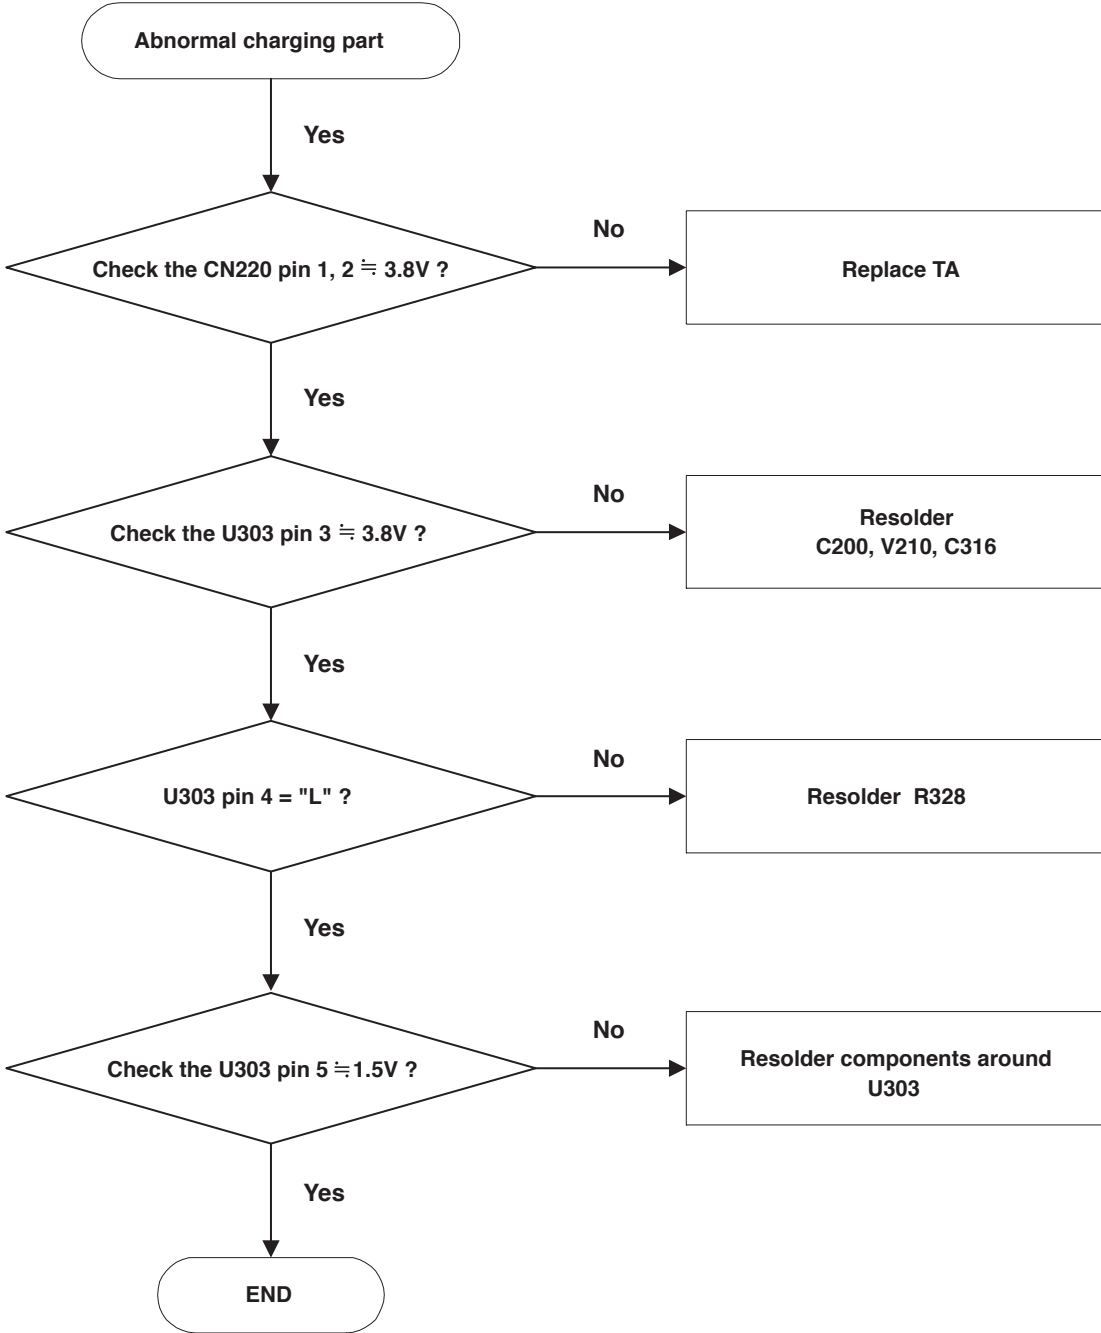 Abnormal charging part
Yes
Check the CN220 pin 1, 2 ≒ 3.8V ?
No
Replace TA
Yes
Check the U303 pin 3 ≒ 3.8V ?
No
Resolder
C200, V210, C316
Yes
U303 pin 4 = "L" ?
No
Resolder R328
Yes
Check the U303 pin 5 ≒1.5V ?
No
Resolder components around
U303
Yes
END